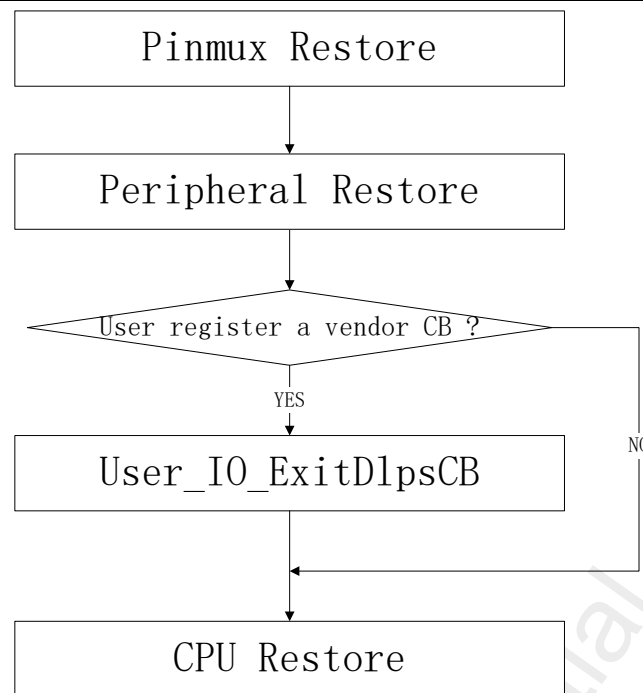 Pinmux Restore
Peripheral Restore
User register a vendor CB ?
YES
User_IO_ExitDlpsCB
CPU Restore